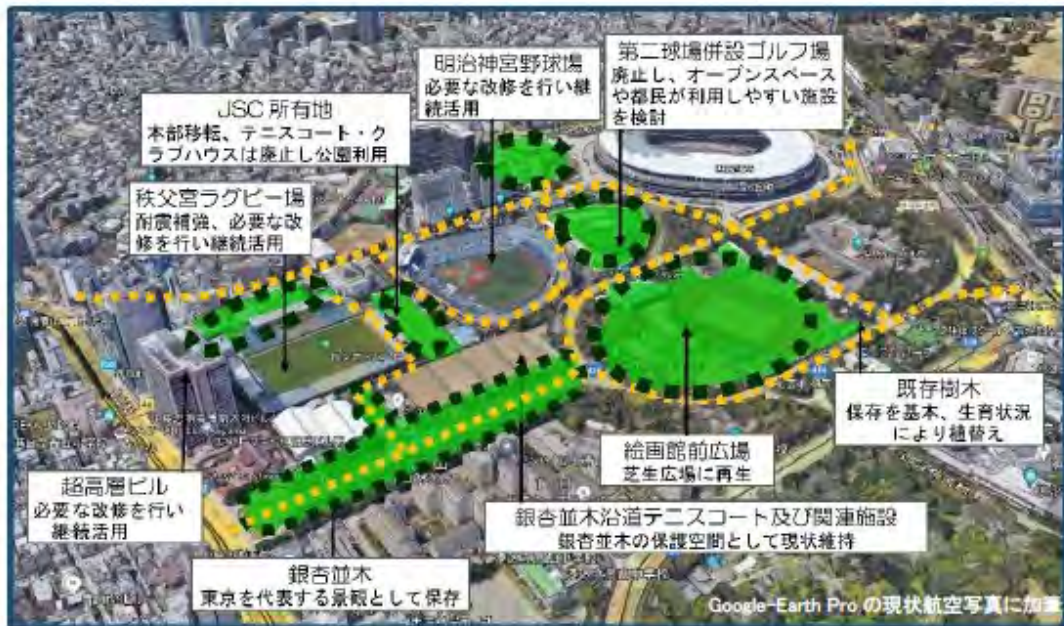 明治神宮野球場
必要な改修を行い継
続活用
第二球場併設ゴルフ場
廃止し、オープンスペース
や都民が利用しやすい施設
を検討
JSC所有地
本部移転、テニスコート・ク
ラブハウスは廃止し公園利用
秩父宮ラグビー場
耐震補強、必要な改
修を行い継続活用
既存樹木
保存を基本、生育状況
により植替え
絵画館前広場
芝生広場に再生
超高層ビル
必要な改修を行い
継続活用
銀杏並木沿道テニスコート及び関連施設
銀杏並木の保護空間として現状維持
銀杏並木
東京を代表する景観として保存
Google-Earth Pro の現状航空写真に加筆